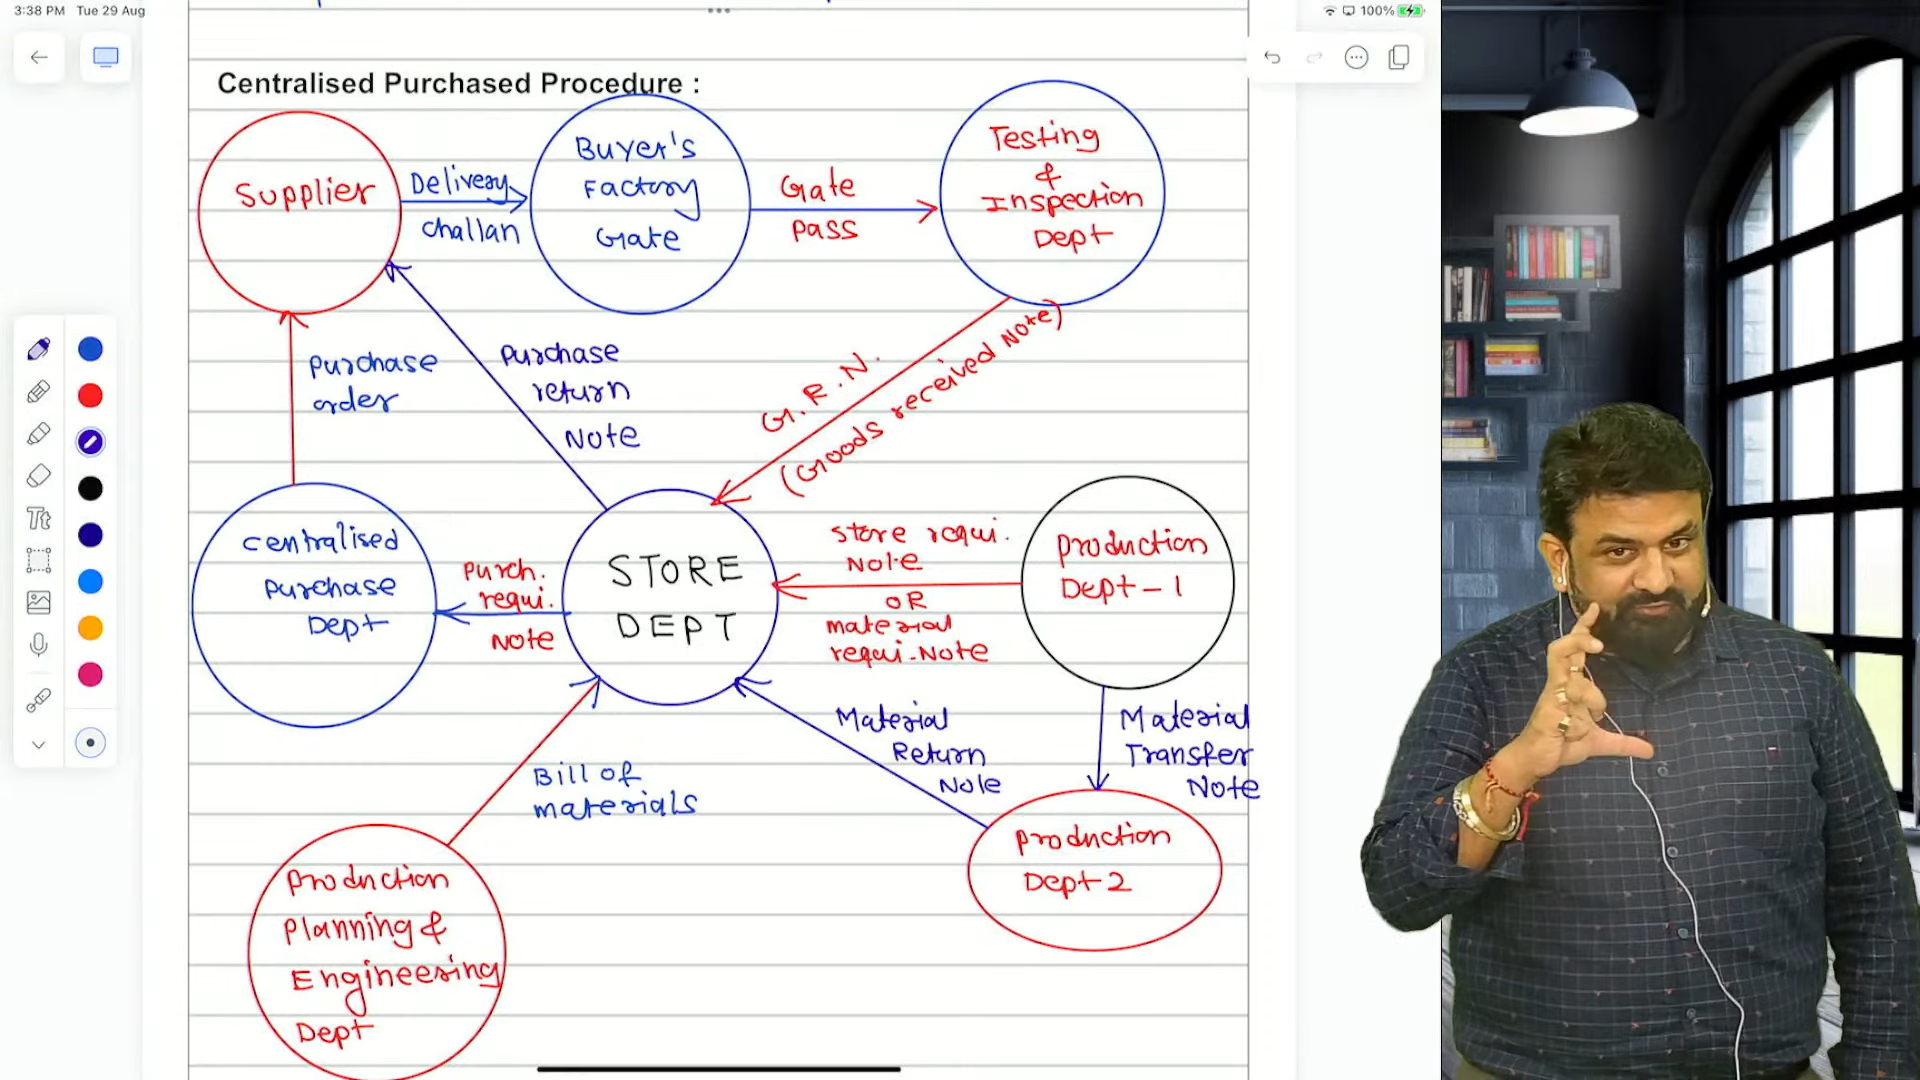 3:38 PM Tue 29 Aug
100%
Centralised Purchased Procedure :
Supplier
Delivery
challan
Buyer's
Factory
Gate
Gate
pass
Testing
&
Inspection
Dept
purchase
order
purchase
return
Note
G.R.N.
(Goods received Note)
centralised
purchase
Dept
purch.
requi.
Note
STORE
DEPT
store requi.
Note
OR
material
requi.Note
production
Dept-1
Material
Return
Note
Material
Transfer
Note
Bill of
materials
production
Dept 2
production
planning &
Engineering
Dept
Tt